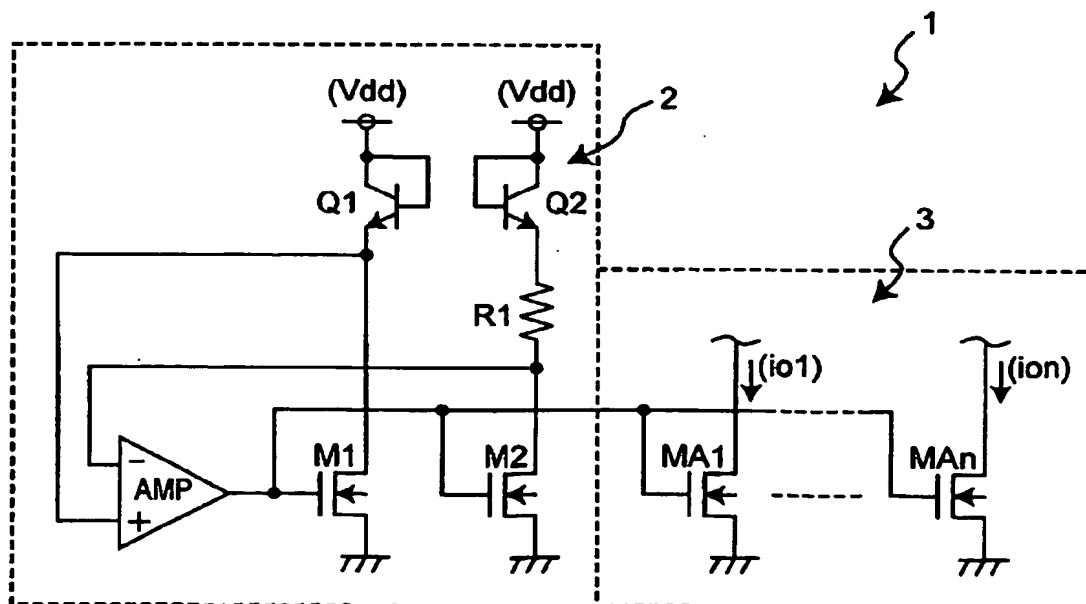 1
(Vdd) (Vdd)
2
Q1 Q2
3
R1
(io1) (ion)
M1 M2 MA1 MAn
−
AMP
+